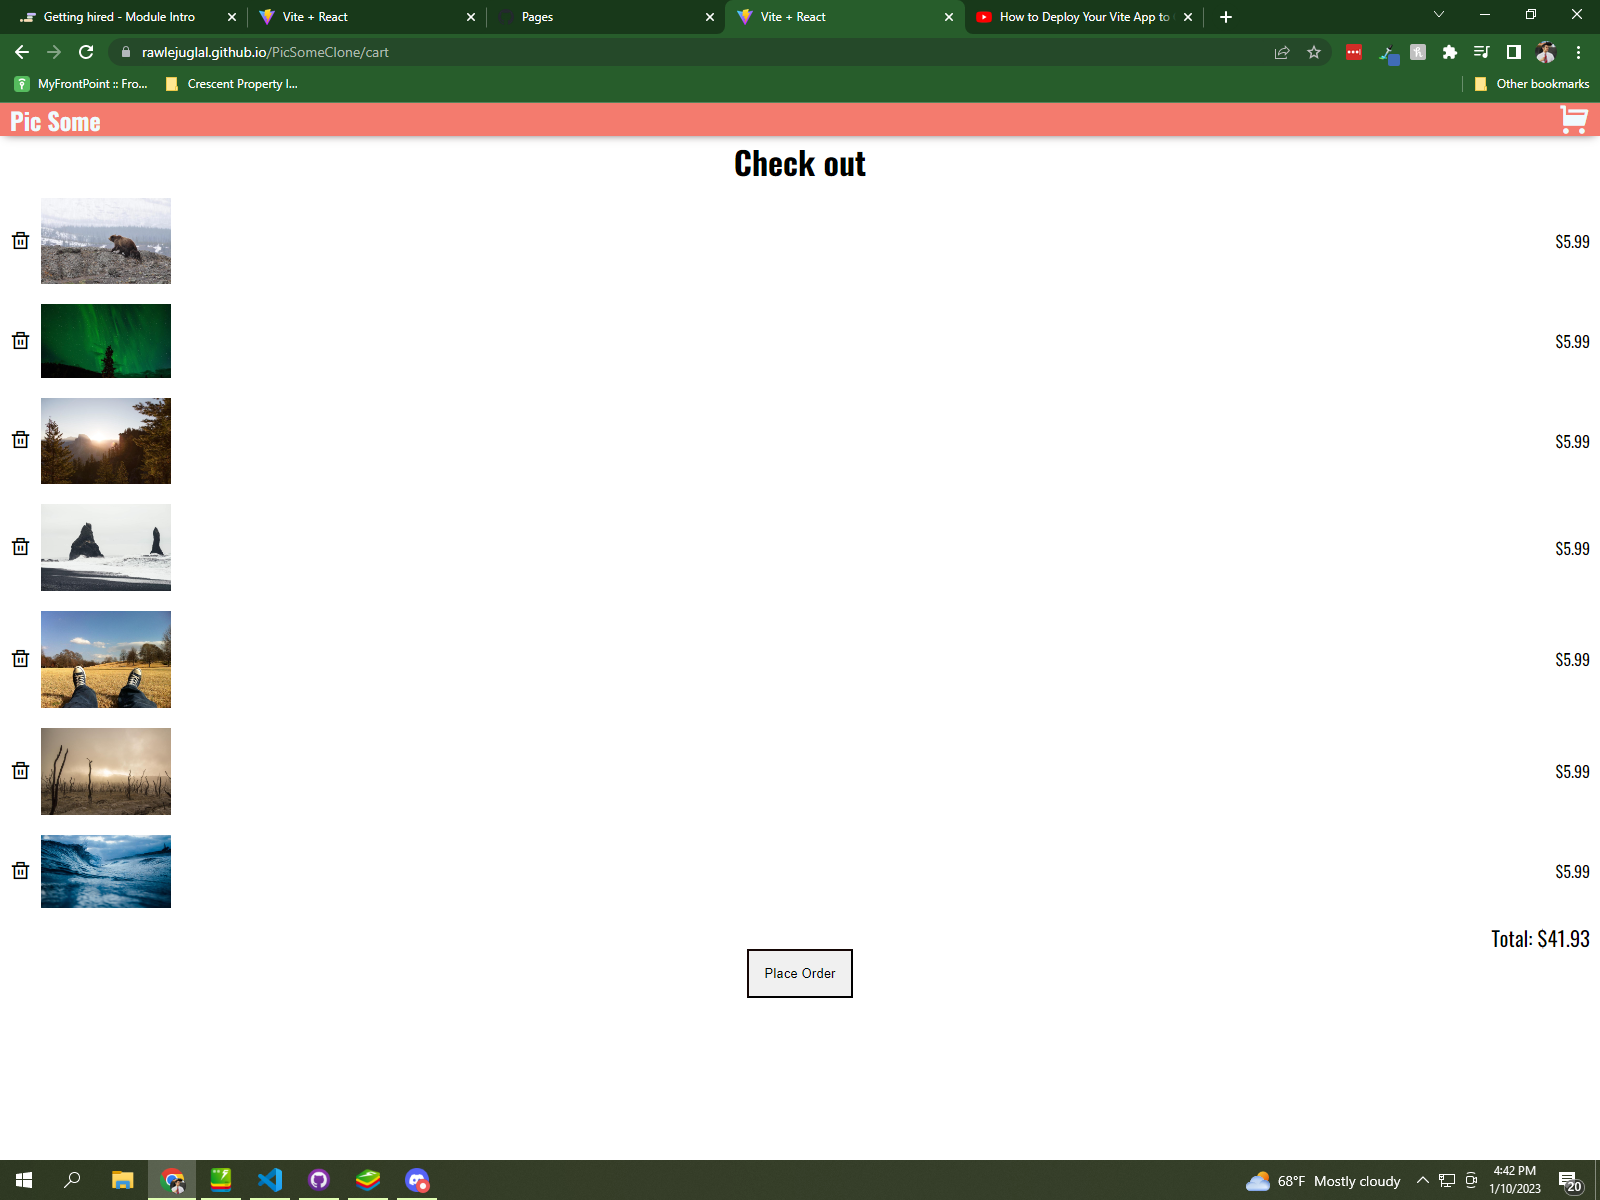 Getting hired - Module Intro
Vite + React
Pages
Vite + React
How to Deploy Your Vite App to
rawlejuglal.github.io/PicSomeClone/cart
MyFrontPoint :: Fro...
Crescent Property I...
Other bookmarks
Pic Some
Check out
$5.99
$5.99
$5.99
$5.99
$5.99
$5.99
$5.99
Total: $41.93
Place Order
68°F Mostly cloudy
4:42 PM
1/10/2023
20